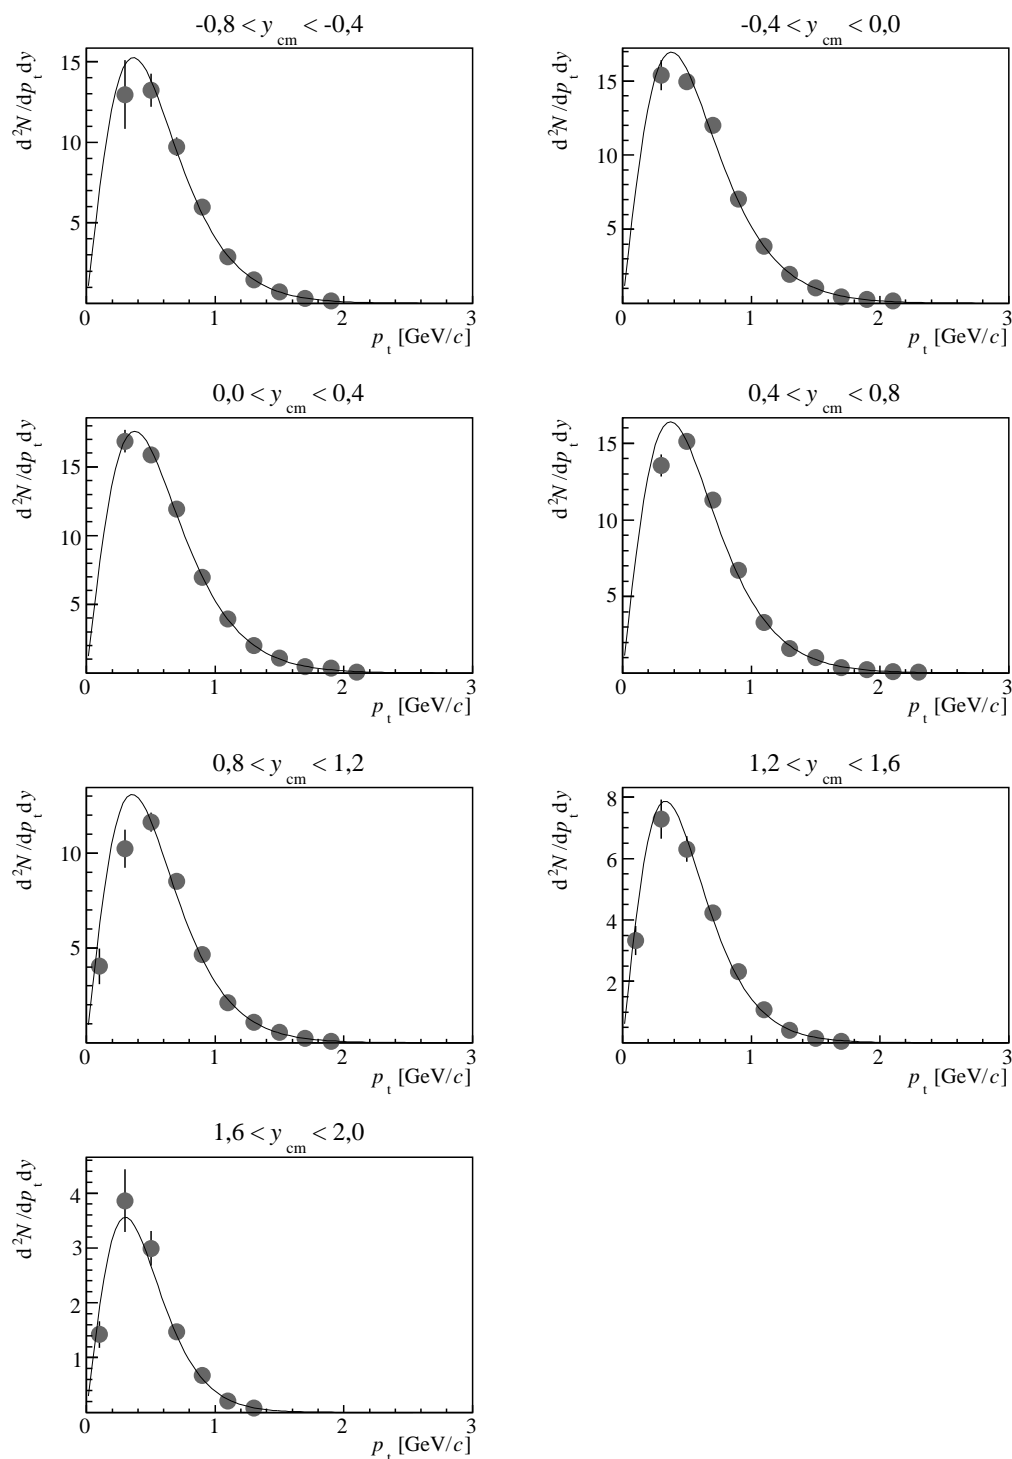 -0,8 < y_cm < -0,4
d²N/dp_t dy
15
10
5
0 1 2 3
p_t [GeV/c]
-0,4 < y_cm < 0,0
d²N/dp_t dy
15
10
5
0 1 2 3
p_t [GeV/c]
0,0 < y_cm < 0,4
d²N/dp_t dy
15
10
5
0 1 2 3
p_t [GeV/c]
0,4 < y_cm < 0,8
d²N/dp_t dy
15
10
5
0 1 2 3
p_t [GeV/c]
0,8 < y_cm < 1,2
d²N/dp_t dy
10
5
0 1 2 3
p_t [GeV/c]
1,2 < y_cm < 1,6
d²N/dp_t dy
8
6
4
2
0 1 2 3
p_t [GeV/c]
1,6 < y_cm < 2,0
d²N/dp_t dy
4
3
2
1
0 1 2 3
p_t [GeV/c]